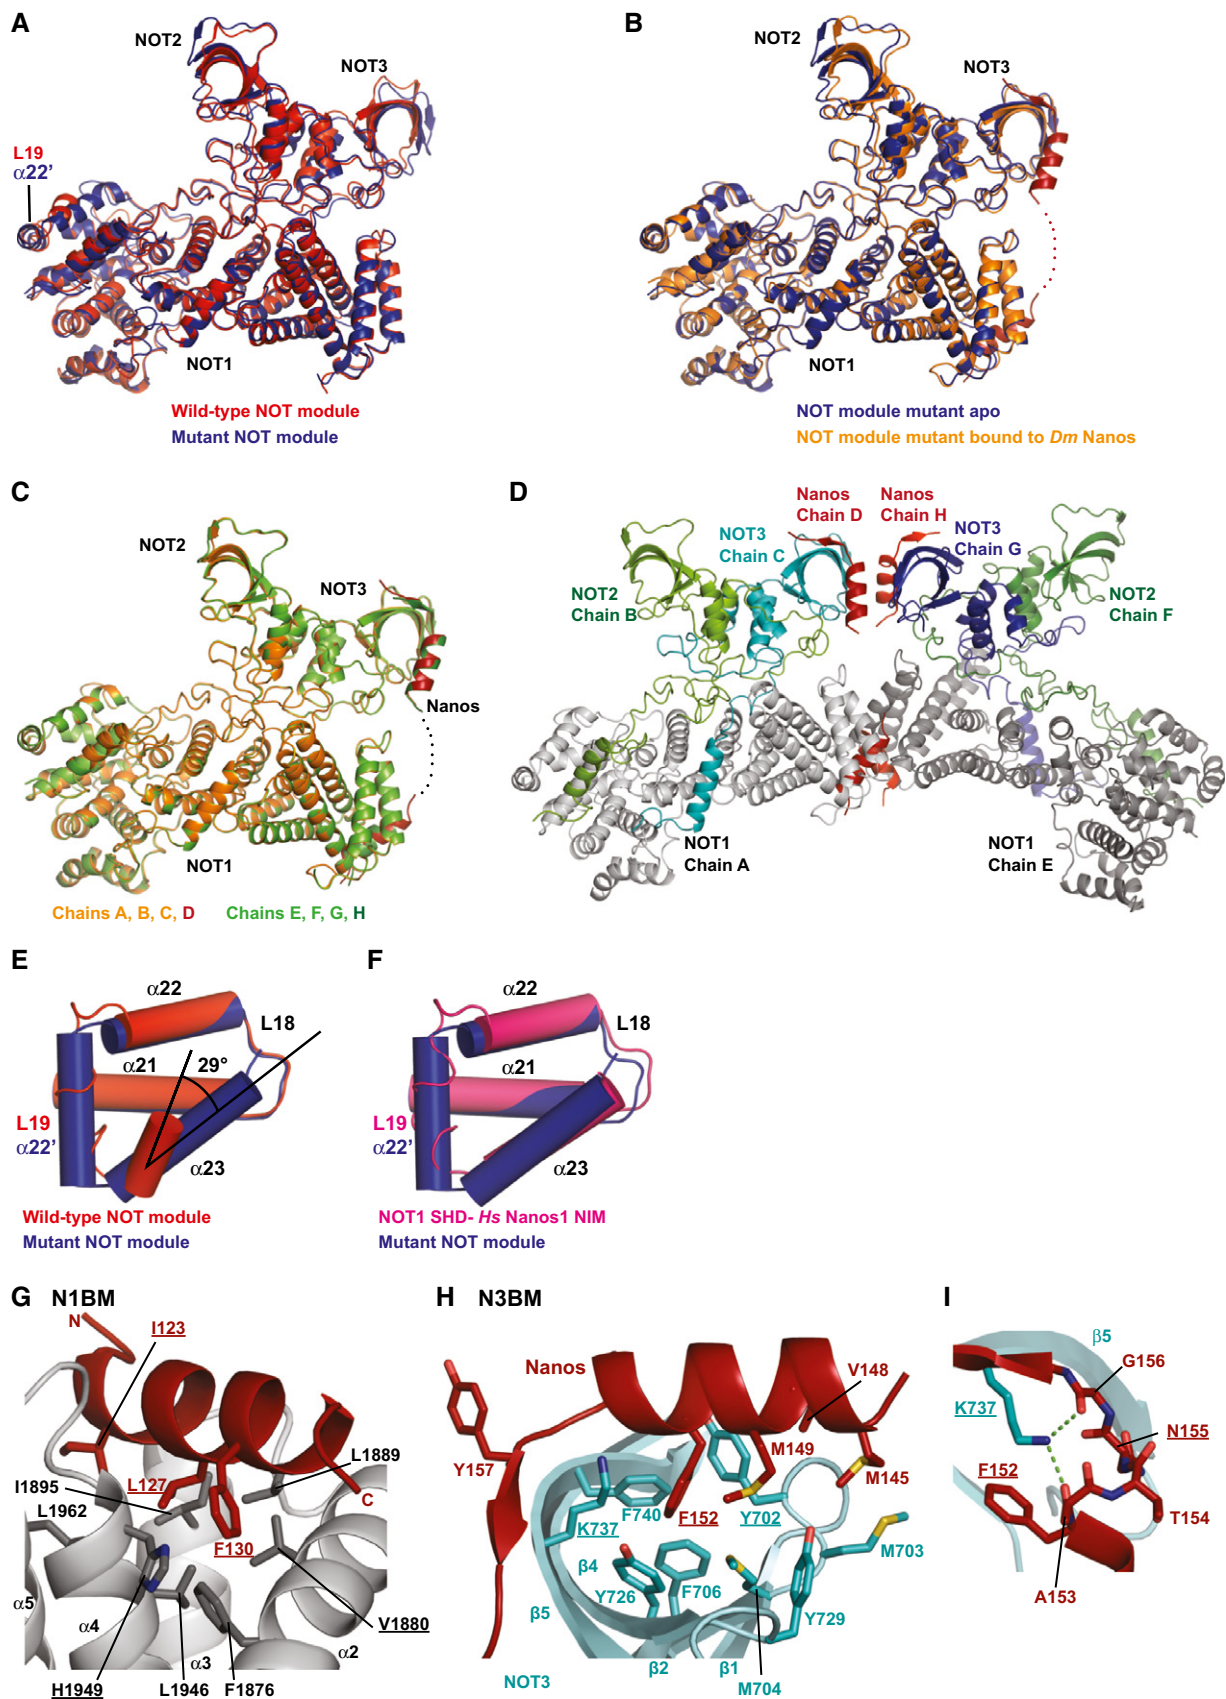 A
NOT2
NOT3
L19
α22’
NOT1
Wild-type NOT module
Mutant NOT module
B
NOT2
NOT3
NOT1
NOT module mutant apo
NOT module mutant bound to Dm Nanos
C
NOT2
NOT3
Nanos
NOT1
Chains A, B, C, D
Chains E, F, G, H
D
Nanos
Chain D
Nanos
Chain H
NOT3
Chain C
NOT3
Chain G
NOT2
Chain B
NOT2
Chain F
NOT1
Chain A
NOT1
Chain E
E
α22
L18
α21
29°
L19
α22’
α23
Wild-type NOT module
Mutant NOT module
F
α22
L18
α21
L19
α22’
α23
NOT1 SHD- Hs Nanos1 NIM
Mutant NOT module
G N1BM
N
I123
L1889
I1895
L127
C
L1962
F130
α5
α4
V1880
α3
α2
H1949
L1946
F1876
H N3BM
Nanos
V148
Y157
M149
M145
K737
F740
F152
Y702
M703
β4
Y726
F706
Y729
β5
β2
β1
NOT3
M704
I
β5
G156
K737
N155
F152
T154
A153